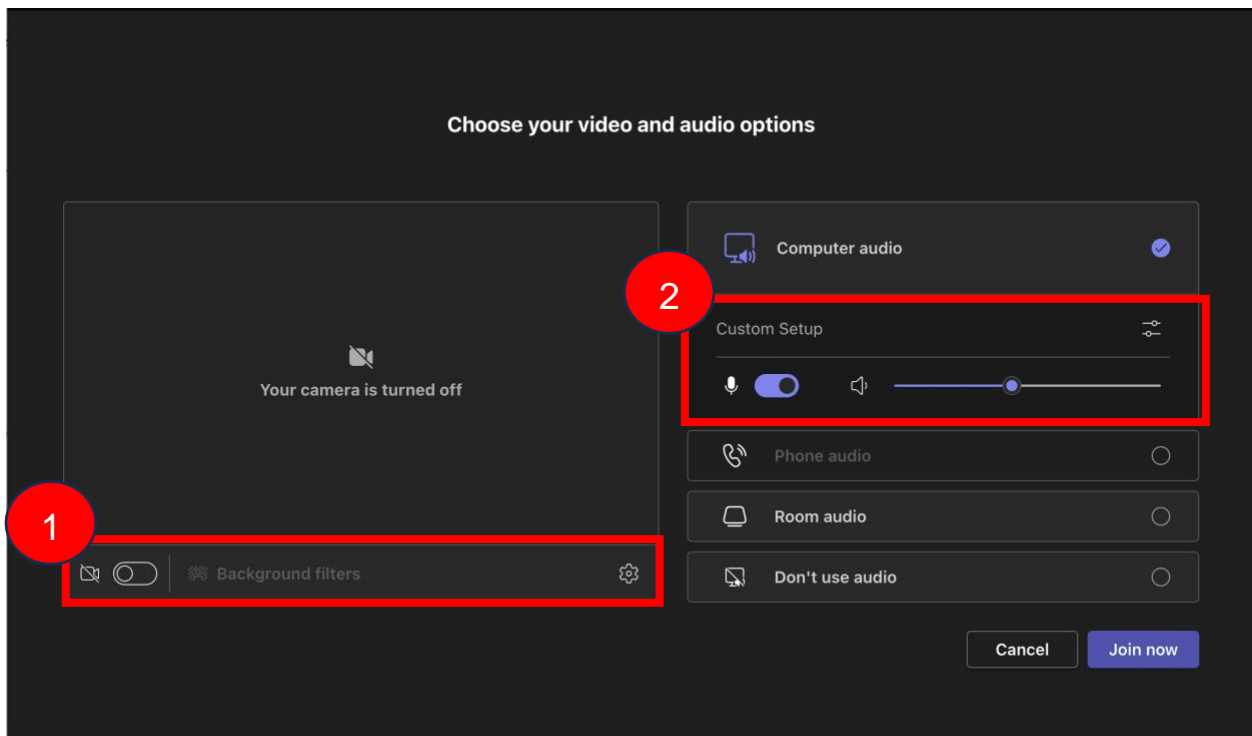 Choose your video and audio options
Computer audio
2
Custom Setup
Your camera is turned off
Phone audio
1
Room audio
Background filters
Don't use audio
Cancel
Join now